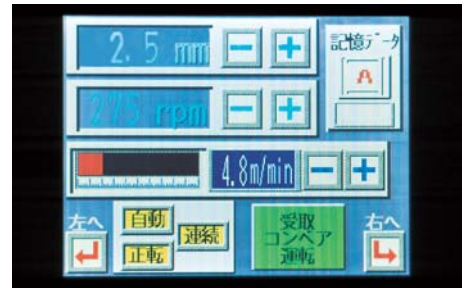 2.5 mm
記憶データ
A
275 rpm
4.8m/min
左へ
自動
連続
正転
受取
コンベア
運転
右へ